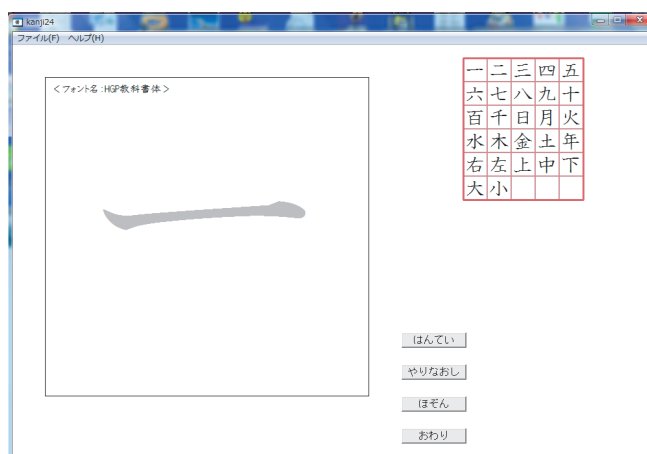 kanji24
ファイル(F) ヘルプ(H)
＜フォント名:HGP教科書体＞
一
一 二 三 四 五
六 七 八 九 十
百 千 日 月 火
水 木 金 土 年
右 左 上 中 下
大 小
はんてい
やりなおし
ほぞん
おわり